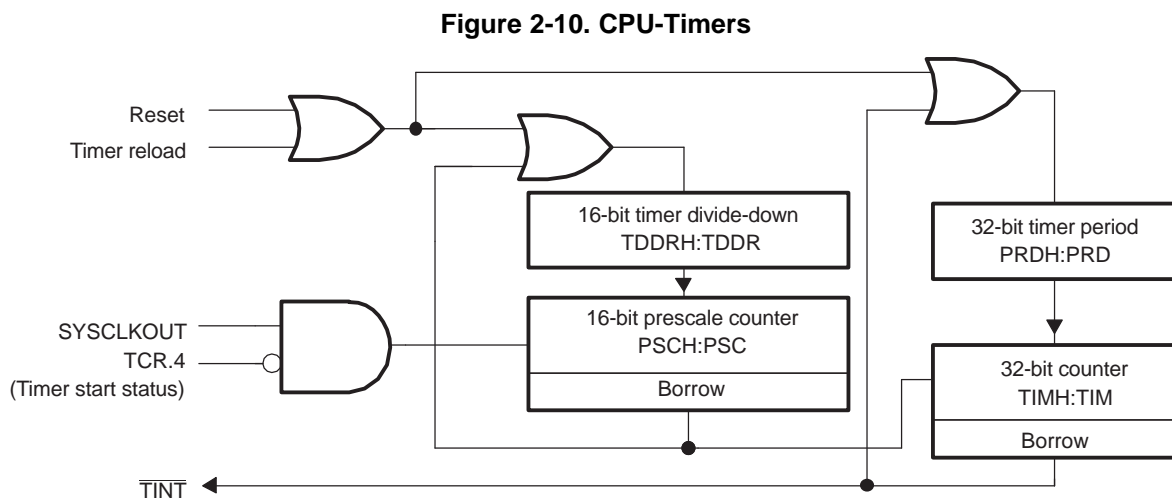 Figure 2-10. CPU-Timers
Reset
Timer reload
16-bit timer divide-down
TDDRH:TDDR
32-bit timer period
PRDH:PRD
SYSCLKOUT
TCR.4
(Timer start status)
16-bit prescale counter
PSCH:PSC
Borrow
32-bit counter
TIMH:TIM
Borrow
TINT